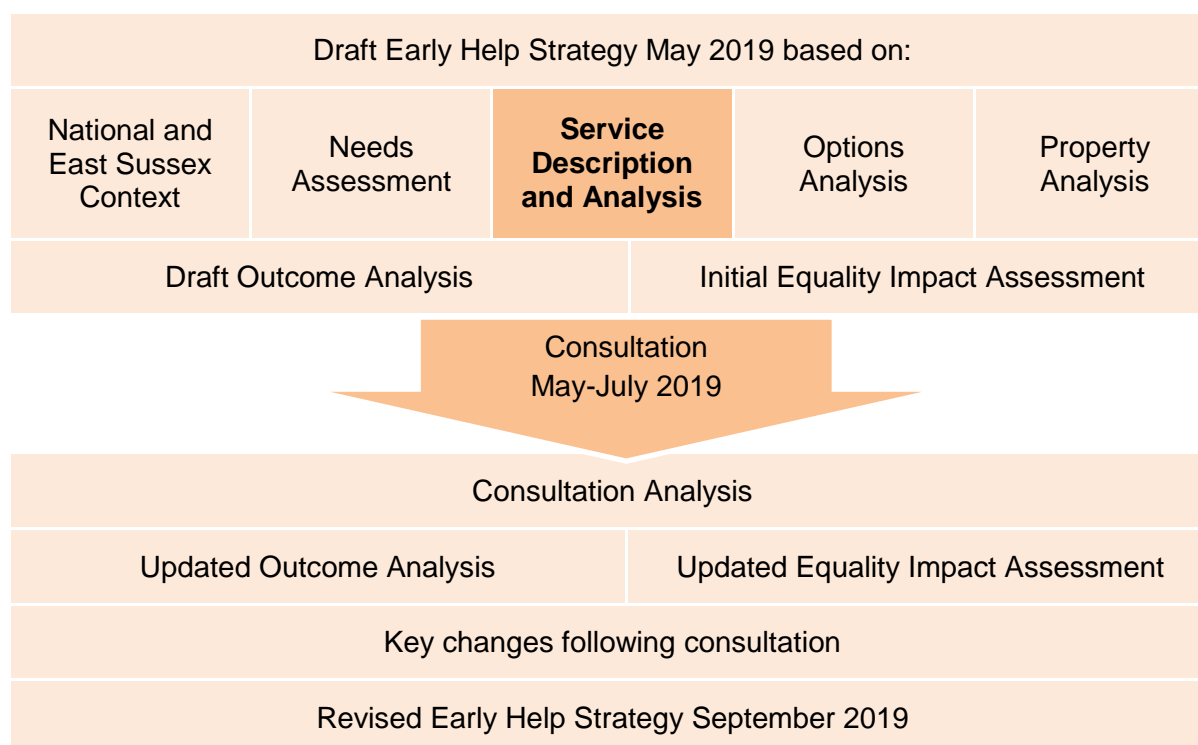 Draft Early Help Strategy May 2019 based on:
National and
East Sussex
Context
Needs
Assessment
Service
Description
and Analysis
Options
Analysis
Property
Analysis
Draft Outcome Analysis
Initial Equality Impact Assessment
Consultation
May-July 2019
Consultation Analysis
Updated Outcome Analysis
Updated Equality Impact Assessment
Key changes following consultation
Revised Early Help Strategy September 2019